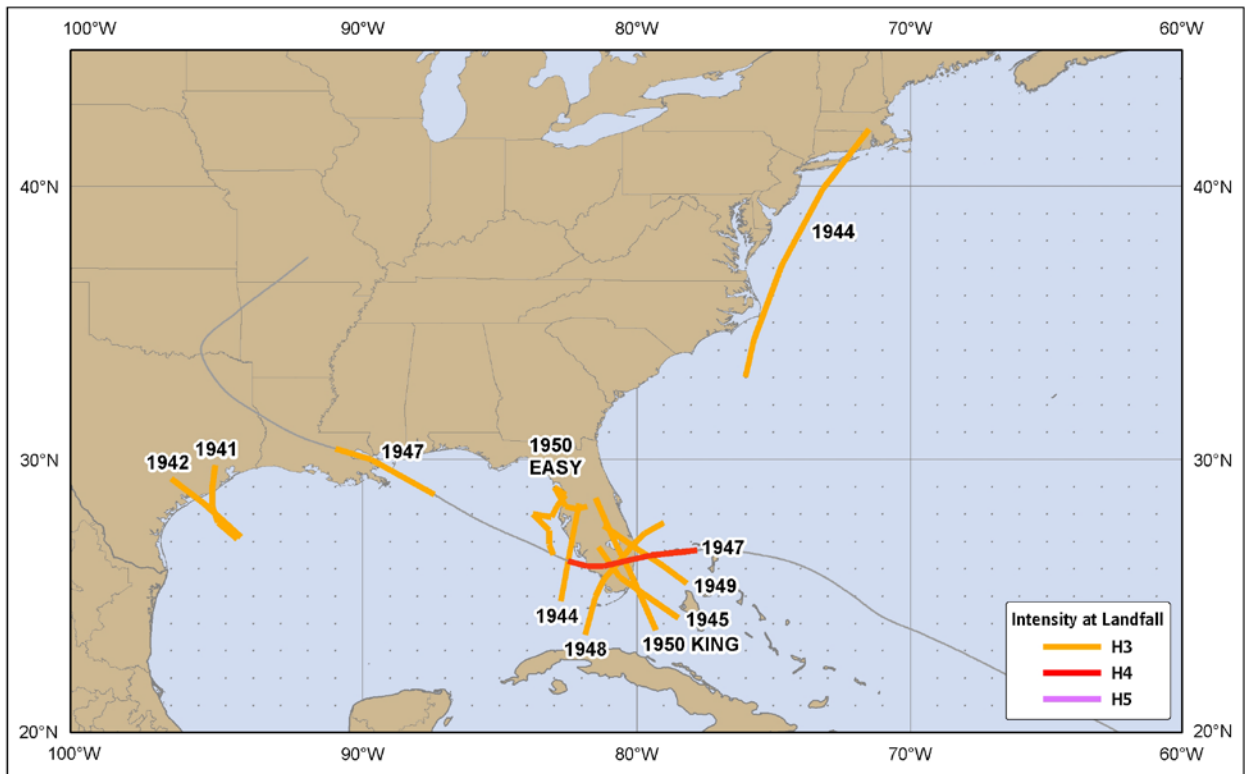 100°W 90°W 80°W 70°W 60°W
40°N 40°N
1944
30°N 30°N
1942
1941
1947
1950
EASY
1947
1949
1945
1944
1948
1950 KING
Intensity at Landfall
H3
H4
H5
20°N 20°N
100°W 90°W 80°W 70°W 60°W